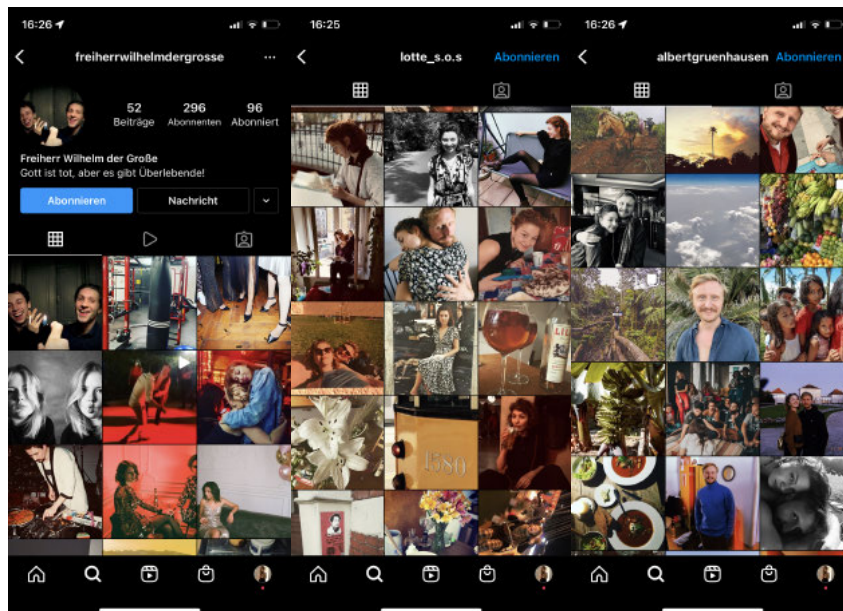 16:26
freiherrwilhelmdergrosse
52
296
96
Beiträge
Abonnenten
Abonniert
Freiherr Wilhelm der Große
Gott ist tot, aber es gibt Überlebende!
Abonnieren
Nachricht
16:25
lotte_s.o.s
Abonnieren
1580
16:26
albertgruenhausen
Abonnieren